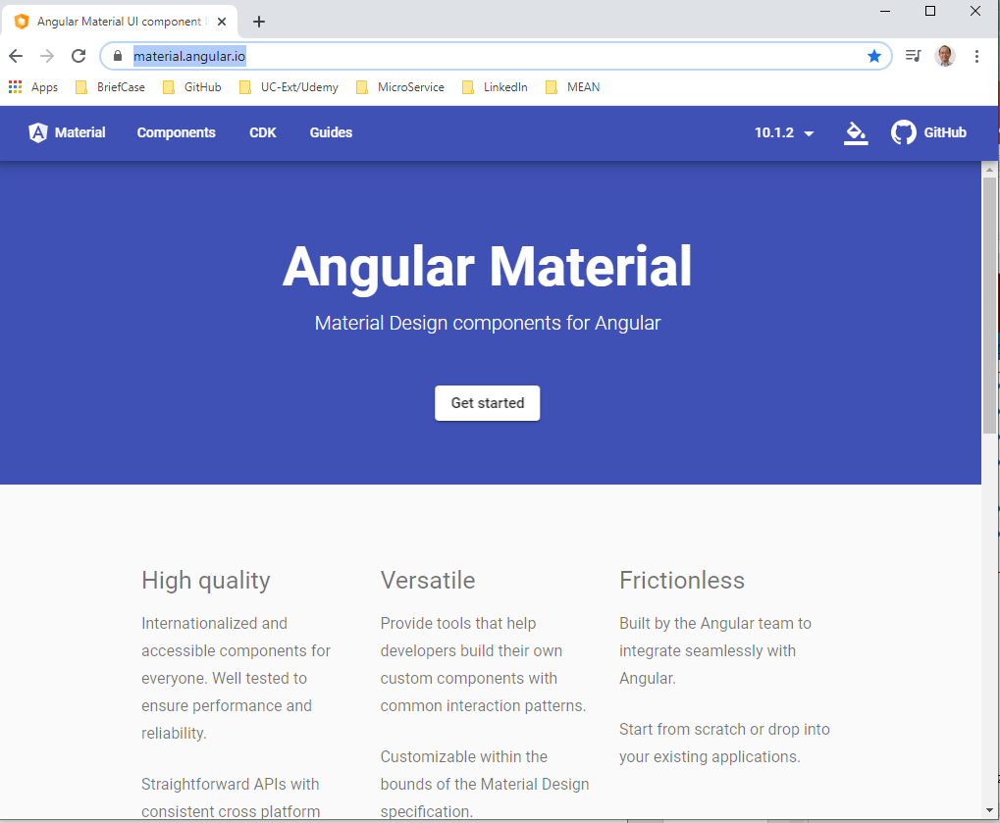 Angular Material UI component
material.angular.io
Apps BriefCase GitHub UC-Ext/Udemy MicroService LinkedIn MEAN
Material Components CDK Guides 10.1.2 GitHub
Angular Material
Material Design components for Angular
Get started
High quality
Internationalized and
accessible components for
everyone. Well tested to
ensure performance and
reliability.
Straightforward APIs with
consistent cross platform
Versatile
Provide tools that help
developers build their own
custom components with
common interaction patterns.
Customizable within the
bounds of the Material Design
specification.
Frictionless
Built by the Angular team to
integrate seamlessly with
Angular.
Start from scratch or drop into
your existing applications.